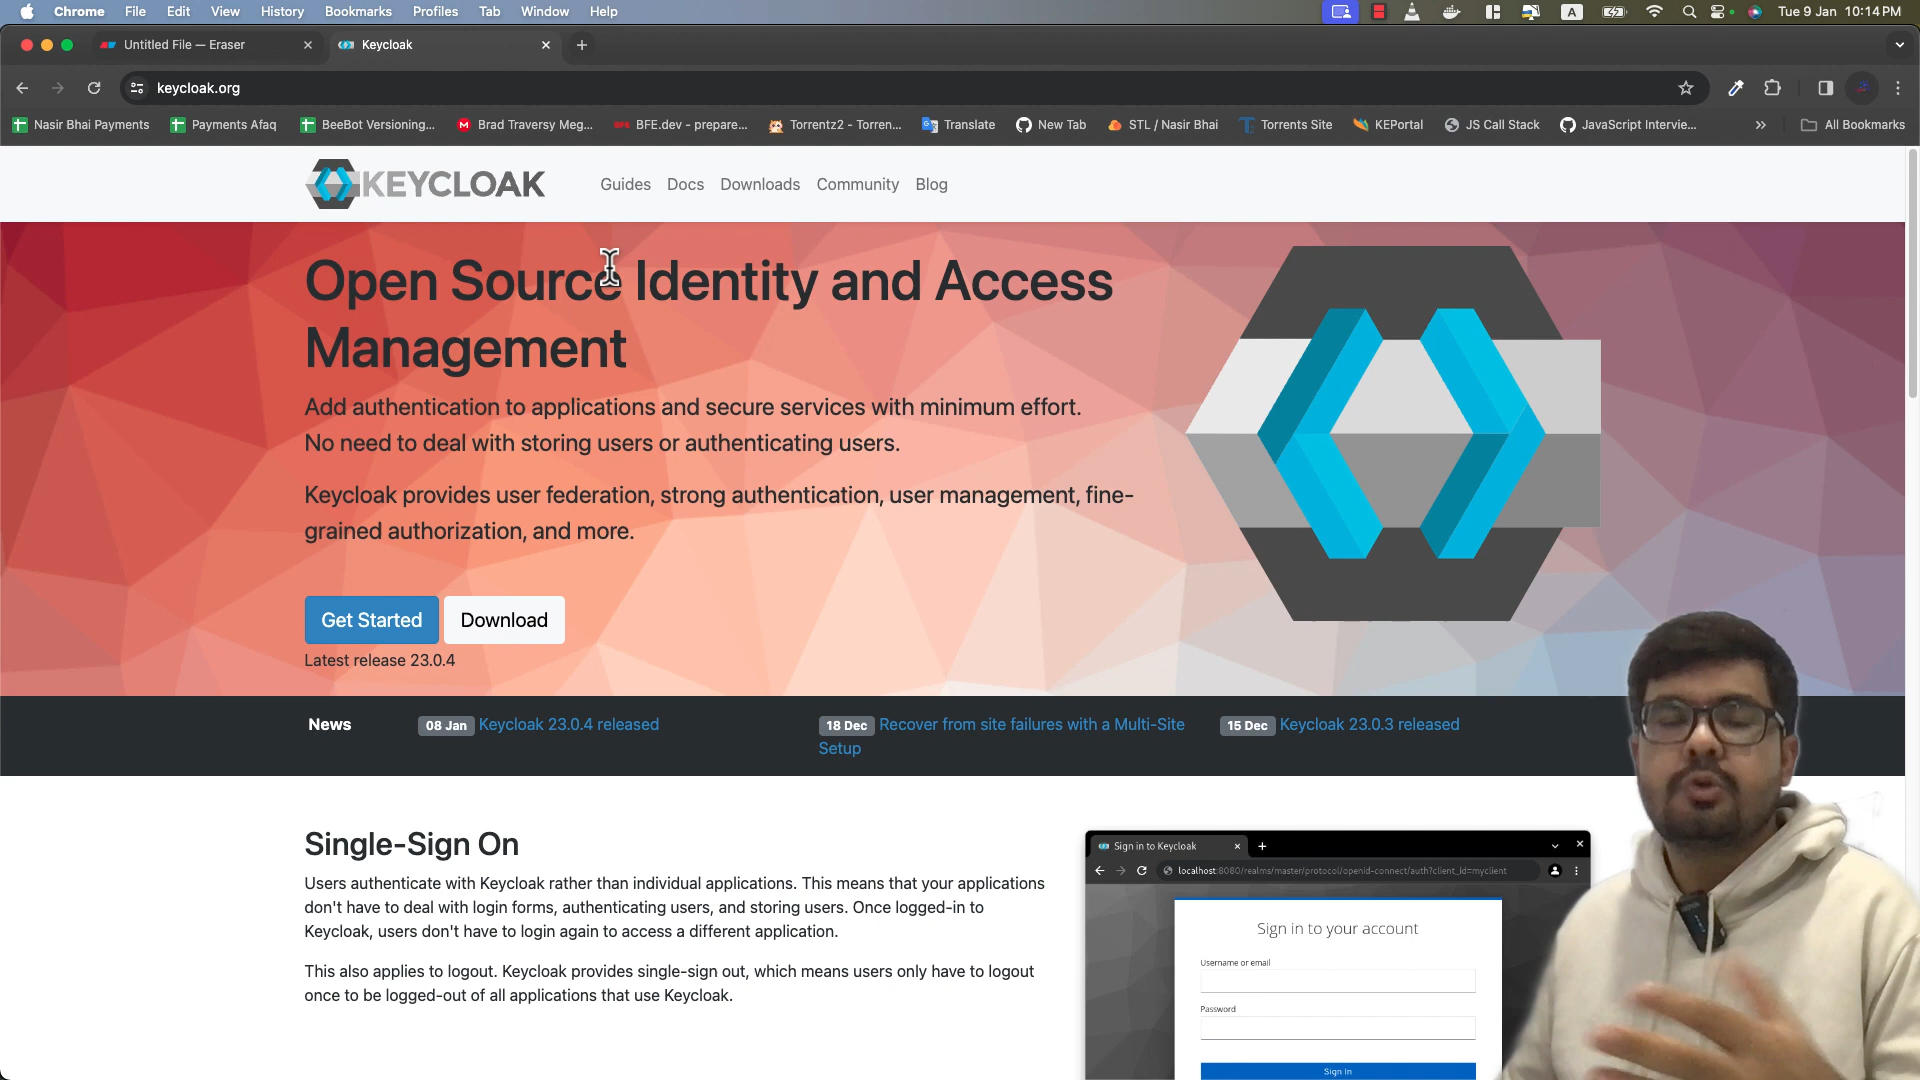 Chrome File Edit View History Bookmarks Profiles Tab Window Help
A
Tue 9 Jan 10:14 PM
Untitled File — Eraser
Keycloak
keycloak.org
Nasir Bhai Payments
Payments Afaq
BeeBot Versioning...
Brad Traversy Meg...
BFE.dev - prepare...
Torrentz2 - Torren...
Translate
New Tab
STL / Nasir Bhai
Torrents Site
KEPortal
JS Call Stack
JavaScript Intervie...
All Bookmarks
KEYCLOAK
Guides Docs Downloads Community Blog
Open Source Identity and Access
Management
Add authentication to applications and secure services with minimum effort.
No need to deal with storing users or authenticating users.
Keycloak provides user federation, strong authentication, user management, fine-
grained authorization, and more.
Get Started
Download
Latest release 23.0.4
News
08 Jan Keycloak 23.0.4 released
18 Dec Recover from site failures with a Multi-Site
Setup
15 Dec Keycloak 23.0.3 released
Single-Sign On
Users authenticate with Keycloak rather than individual applications. This means that your applications
don't have to deal with login forms, authenticating users, and storing users. Once logged-in to
Keycloak, users don't have to login again to access a different application.
This also applies to logout. Keycloak provides single-sign out, which means users only have to logout
once to be logged-out of all applications that use Keycloak.
Sign in to Keycloak
localhost:8080/realms/master/protocol/openid-connect/auth?client_id=myclient
Sign in to your account
Username or email
Password
Sign In